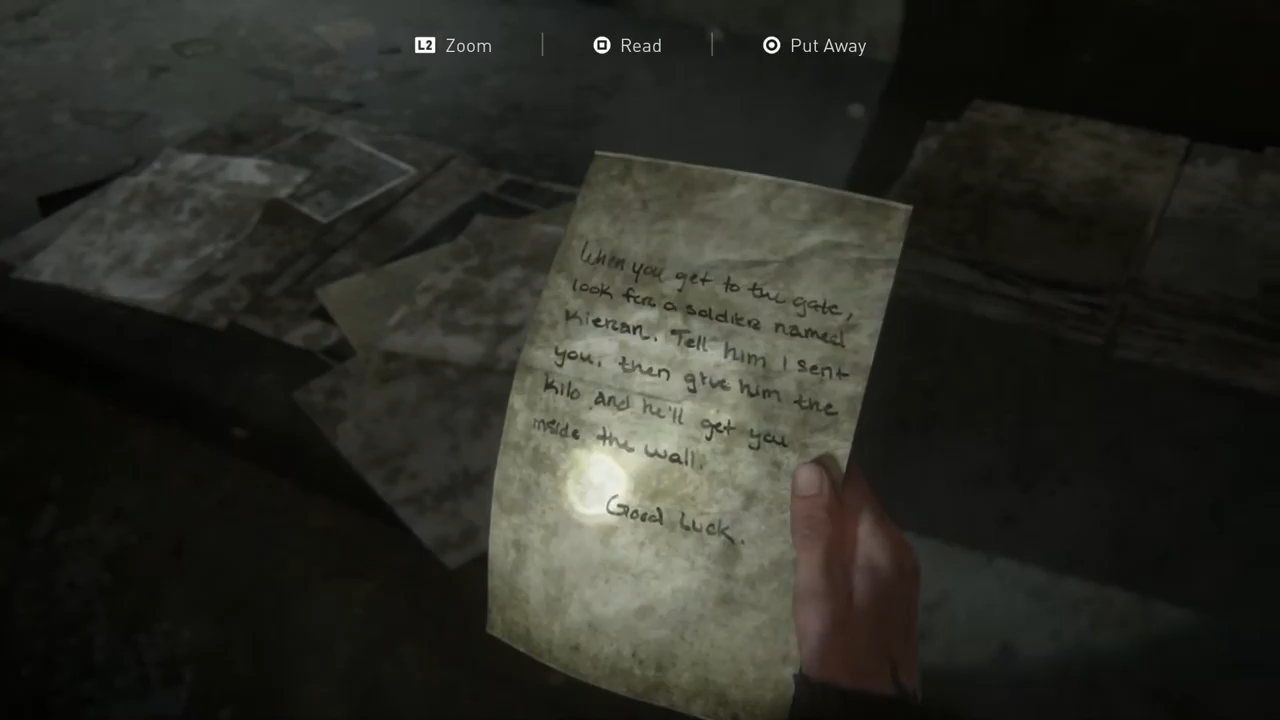 L2 Zoom Read Put Away
When you get to the gate,
look for a soldier named
Kieran. Tell him I sent
you, then give him the
kilo and he'll get you
inside the wall.
Good Luck.